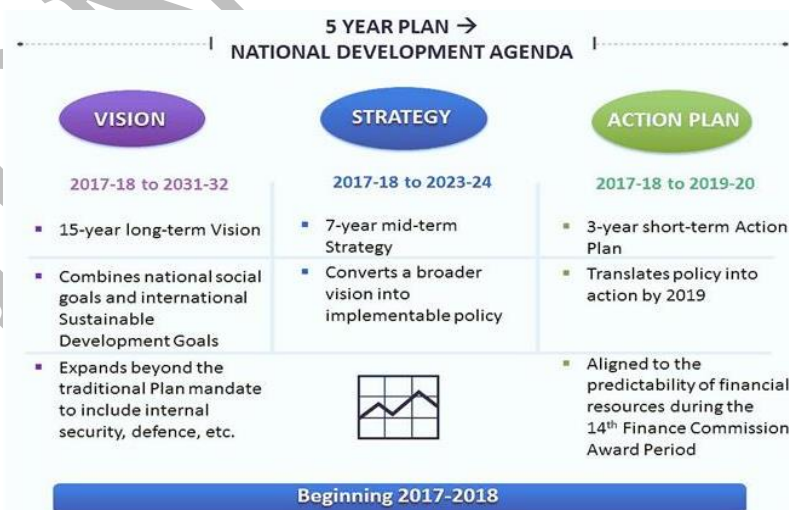 5 YEAR PLAN →
NATIONAL DEVELOPMENT AGENDA
VISION
2017-18 to 2031-32
▪ 15-year long-term Vision
▪ Combines national social
goals and international
Sustainable
Development Goals
▪ Expands beyond the
traditional Plan mandate
to include internal
security, defence, etc.
STRATEGY
2017-18 to 2023-24
▪ 7-year mid-term
Strategy
▪ Converts a broader
vision into
implementable policy
ACTION PLAN
2017-18 to 2019-20
▪ 3-year short-term Action
Plan
▪ Translates policy into
action by 2019
▪ Aligned to the
predictability of financial
resources during the
14th Finance Commission
Award Period
Beginning 2017-2018